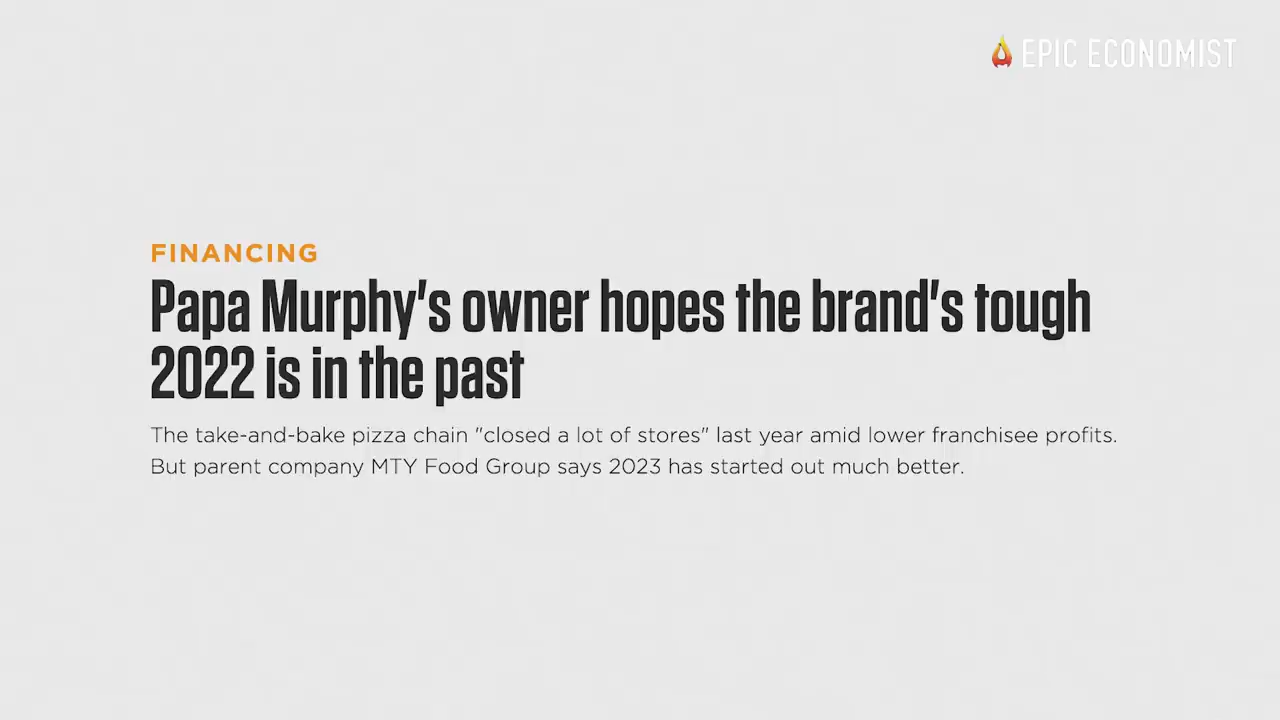 EPIC ECONOMIST
FINANCING
Papa Murphy's owner hopes the brand's tough
2022 is in the past
The take-and-bake pizza chain "closed a lot of stores" last year amid lower franchisee profits.
But parent company MTY Food Group says 2023 has started out much better.